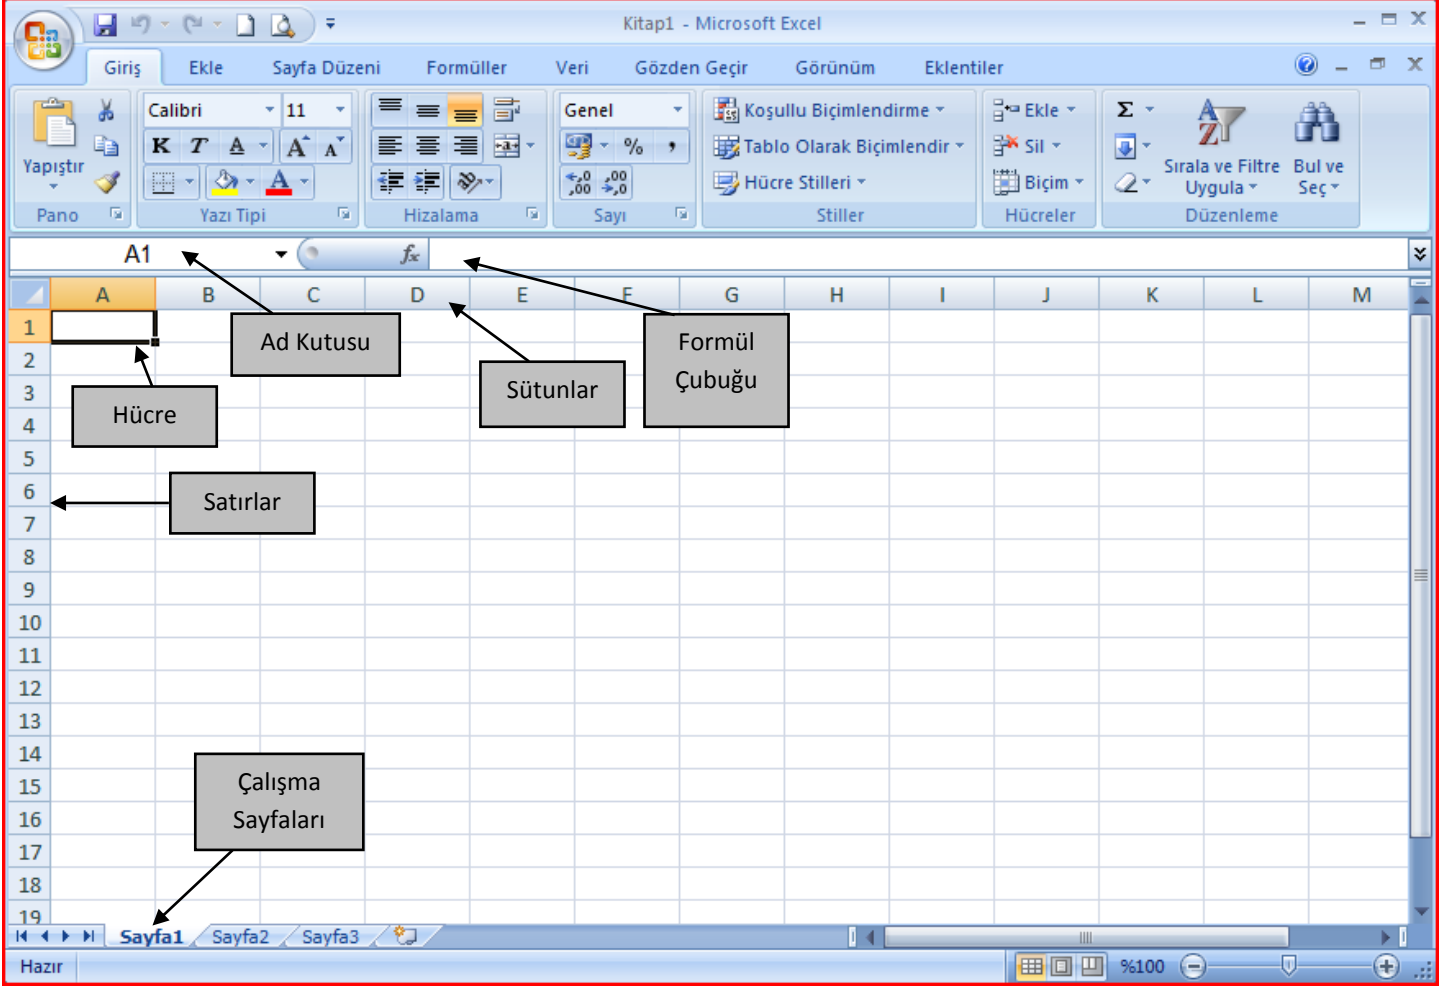 Kitap1 - Microsoft Excel
Giriş Ekle Sayfa Düzeni Formüller Veri Gözden Geçir Görünüm Eklentiler
Yapıştır
Pano
Calibri 11
K T A A A
A
Yazı Tipi
Hizalama
Genel
% ,
,0 ,00
,00 ,0
Sayı
Koşullu Biçimlendirme
Tablo Olarak Biçimlendir
Hücre Stilleri
Stiller
Ekle
Sil
Biçim
Hücreler
Σ
A
Z
Sırala ve Filtre
Uygula
Bul ve
Seç
Düzenleme
A1 fx
A B C D E F G H I J K L M
1
2
3
4
5
6
7
8
9
10
11
12
13
14
15
16
17
18
19
Ad Kutusu
Formül
Çubuğu
Sütunlar
Hücre
Satırlar
Çalışma
Sayfaları
Sayfa1 Sayfa2 Sayfa3
Hazır %100